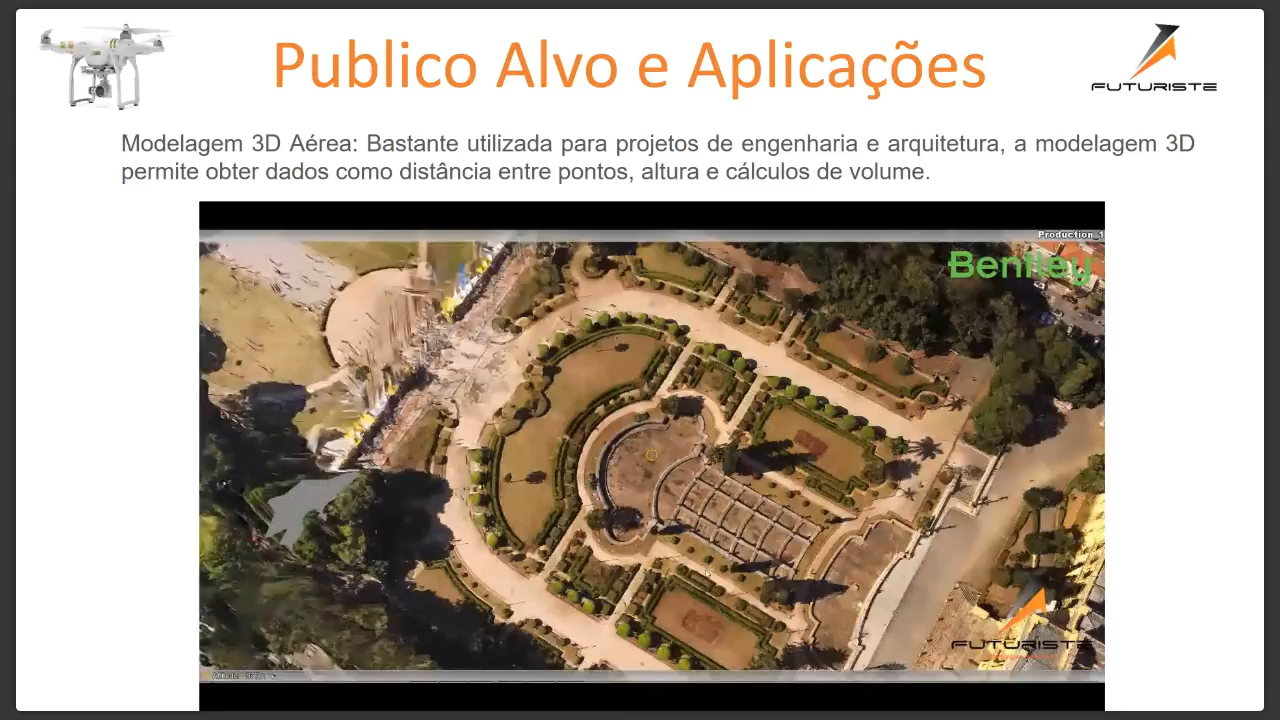 Publico Alvo e Aplicações
FUTURISTE
Modelagem 3D Aérea: Bastante utilizada para projetos de engenharia e arquitetura, a modelagem 3D
permite obter dados como distância entre pontos, altura e cálculos de volume.
Production_1
Bentley
FUTURISTE